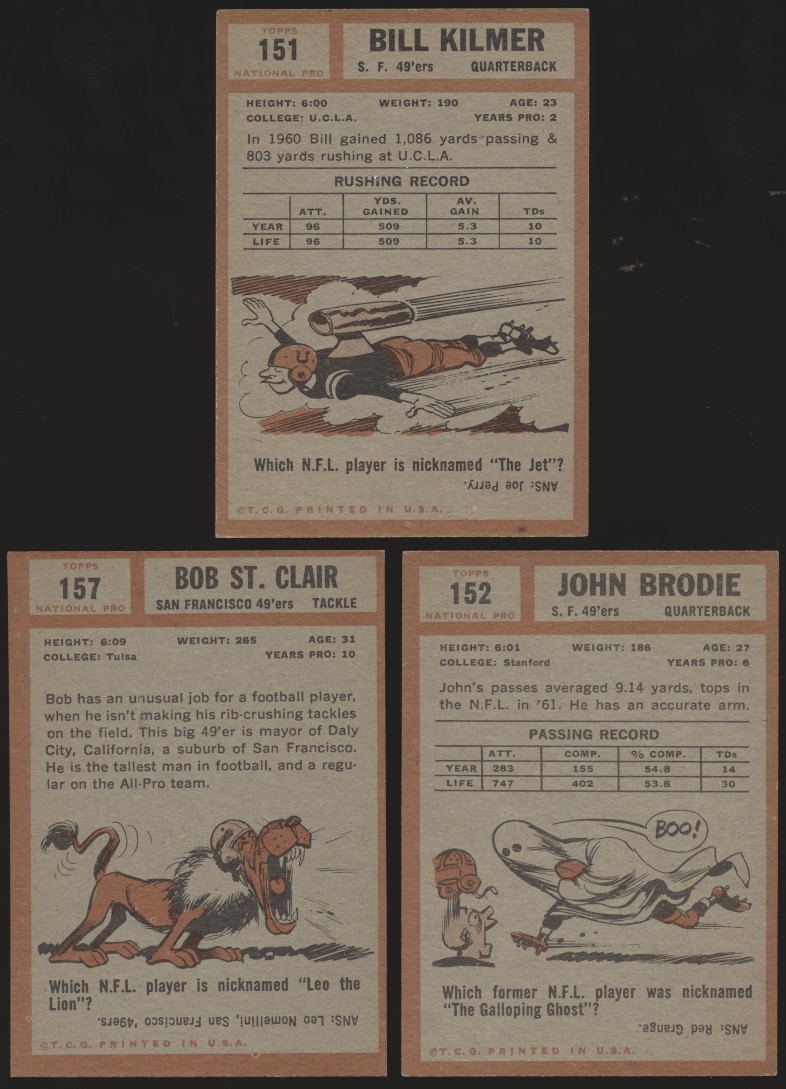 TOPPS
151
NATIONAL PRO
BILL KILMER
S. F. 49'ers QUARTERBACK
HEIGHT: 6:00 WEIGHT: 190 AGE: 23
COLLEGE: U.C.L.A. YEARS PRO: 2
In 1960 Bill gained 1,086 yards passing &
803 yards rushing at U.C.L.A.
RUSHING RECORD
ATT. YDS. GAINED AV. GAIN TDs
YEAR 96 509 5.3 10
LIFE 96 509 5.3 10
U
Which N.F.L. player is nicknamed "The Jet"?
ANS: Joe Perry.
©T.C.G. PRINTED IN U.S.A.
TOPPS
157
NATIONAL PRO
BOB ST. CLAIR
SAN FRANCISCO 49'ers TACKLE
HEIGHT: 6:09 WEIGHT: 265 AGE: 31
COLLEGE: Tulsa YEARS PRO: 10
Bob has an unusual job for a football player,
when he isn't making his rib-crushing tackles
on the field. This big 49'er is mayor of Daly
City, California, a suburb of San Francisco.
He is the tallest man in football, and a regu-
lar on the All-Pro team.
Which N.F.L. player is nicknamed "Leo the
Lion"?
ANS: Leo Nomellini, San Francisco '49ers.
©T.C.G. PRINTED IN U.S.A.
TOPPS
152
NATIONAL PRO
JOHN BRODIE
S. F. 49'ers QUARTERBACK
HEIGHT: 6:01 WEIGHT: 186 AGE: 27
COLLEGE: Stanford YEARS PRO: 6
John's passes averaged 9.14 yards, tops in
the N.F.L. in '61. He has an accurate arm.
PASSING RECORD
ATT. COMP. % COMP. TDs
YEAR 283 155 54.8 14
LIFE 747 402 53.8 30
BOO!
Which former N.F.L. player was nicknamed
"The Galloping Ghost"?
ANS: Red Grange.
©T.C.G. PRINTED IN U.S.A.